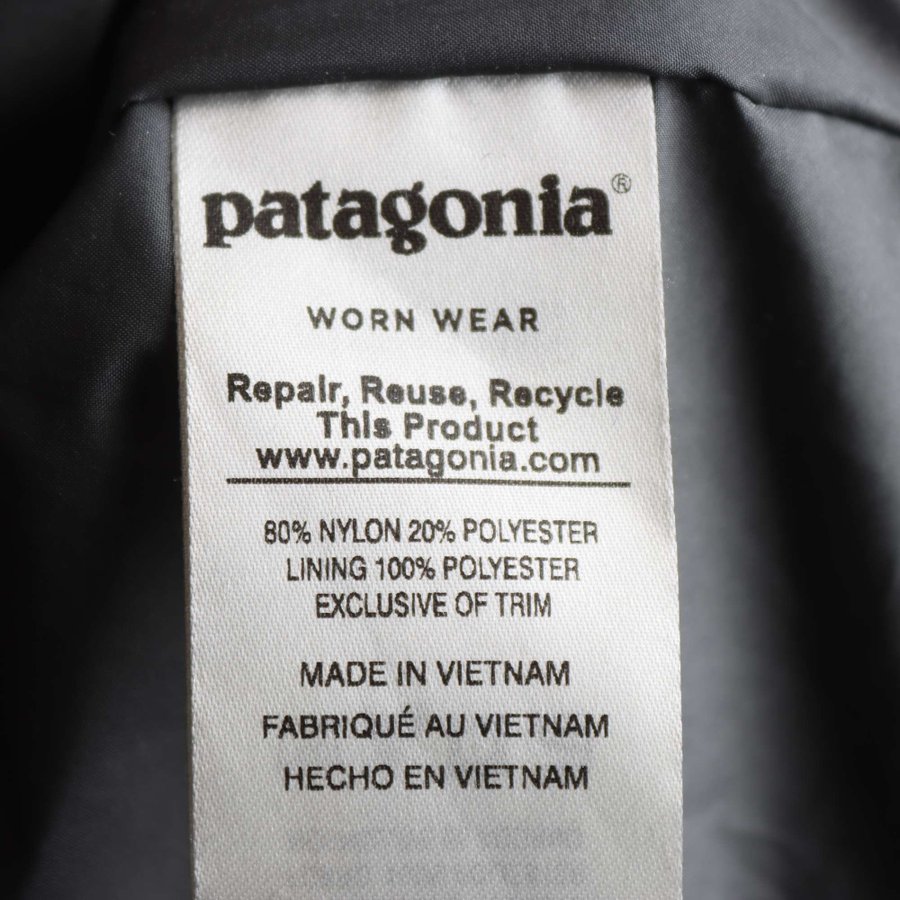 patagonia®
WORN WEAR
Repair, Reuse, Recycle
This Product
www.patagonia.com
80% NYLON 20% POLYESTER
LINING 100% POLYESTER
EXCLUSIVE OF TRIM
MADE IN VIETNAM
FABRIQUÉ AU VIETNAM
HECHO EN VIETNAM